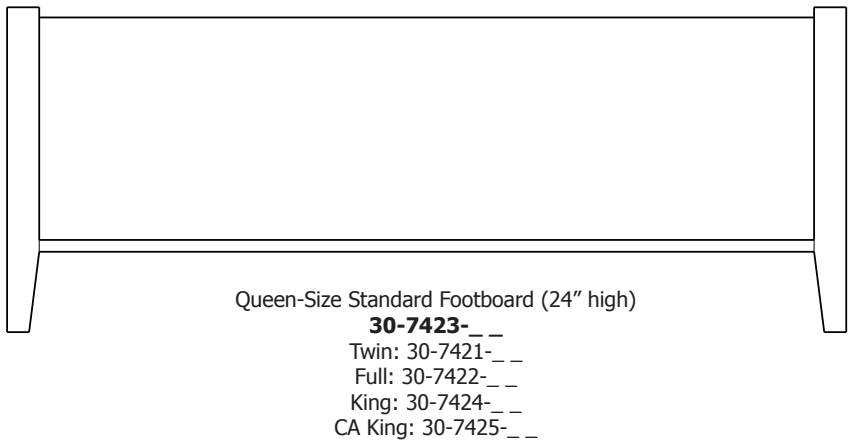 Queen-Size Standard Footboard (24” high)
30-7423-_ _
Twin: 30-7421-_ _
Full: 30-7422-_ _
King: 30-7424-_ _
CA King: 30-7425-_ _